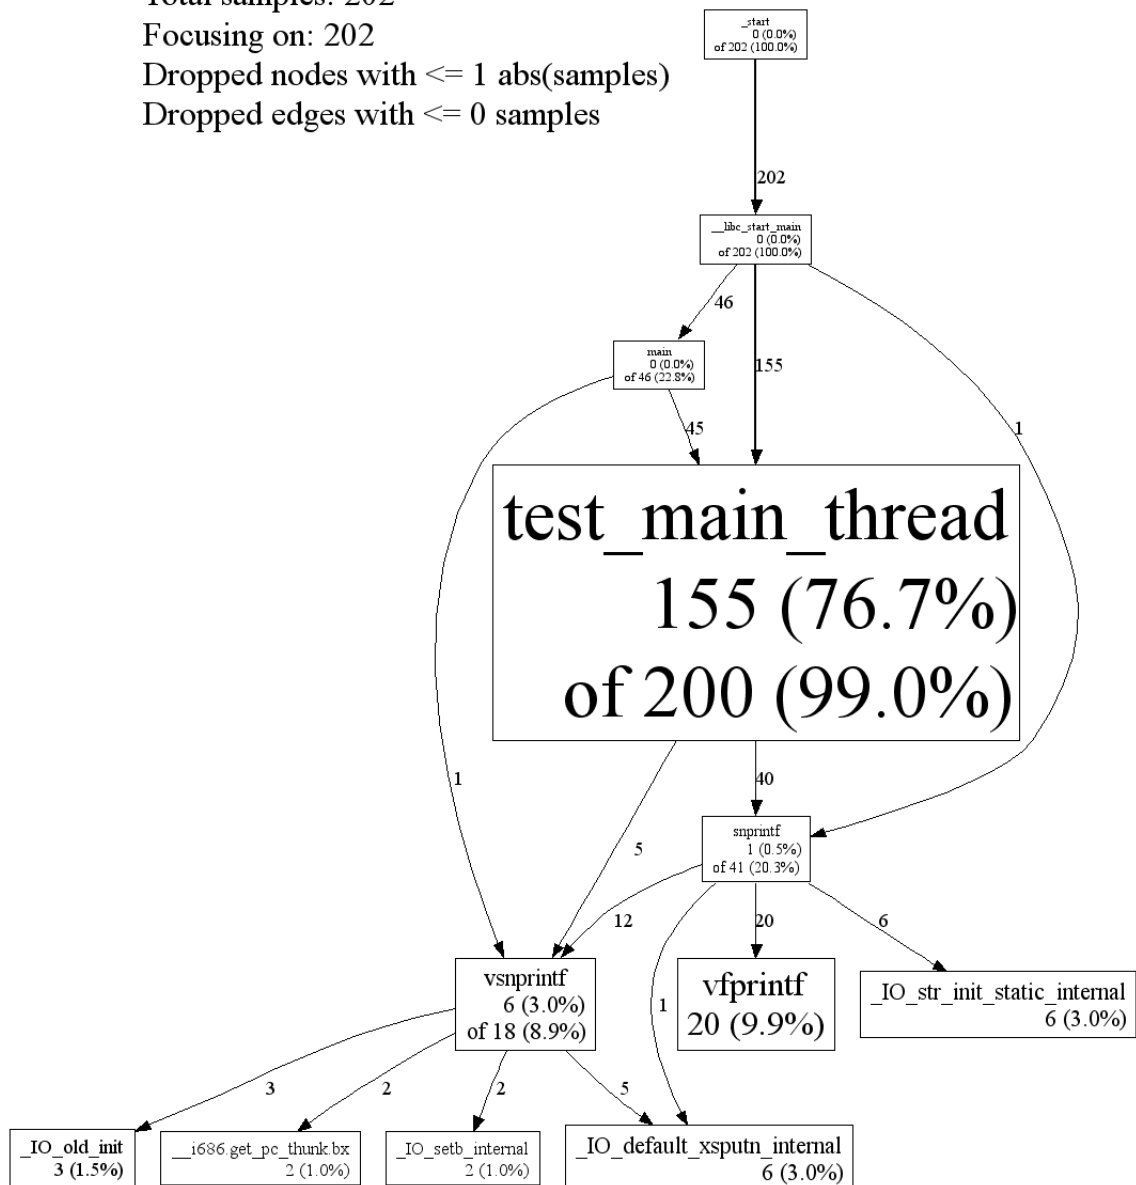 Total samples: 202
Focusing on: 202
Dropped nodes with <= 1 abs(samples)
Dropped edges with <= 0 samples
_start
0 (0.0%)
of 202 (100.0%)
202
__libc_start_main
0 (0.0%)
of 202 (100.0%)
46
main
0 (0.0%)
of 46 (22.8%)
155
45
1
test_main_thread
155 (76.7%)
of 200 (99.0%)
1
40
snprintf
1 (0.5%)
of 41 (20.3%)
5
12
20
6
vsnprintf
6 (3.0%)
of 18 (8.9%)
1
vfprintf
20 (9.9%)
_IO_str_init_static_internal
6 (3.0%)
3
2
2
5
_IO_old_init
3 (1.5%)
__i686.get_pc_thunk.bx
2 (1.0%)
_IO_setb_internal
2 (1.0%)
_IO_default_xsputn_internal
6 (3.0%)